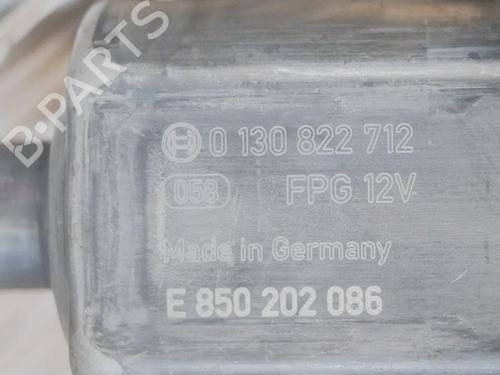 B-PARTS
0 130 822 712
058 FPG 12V
Made in Germany
E 850 202 086